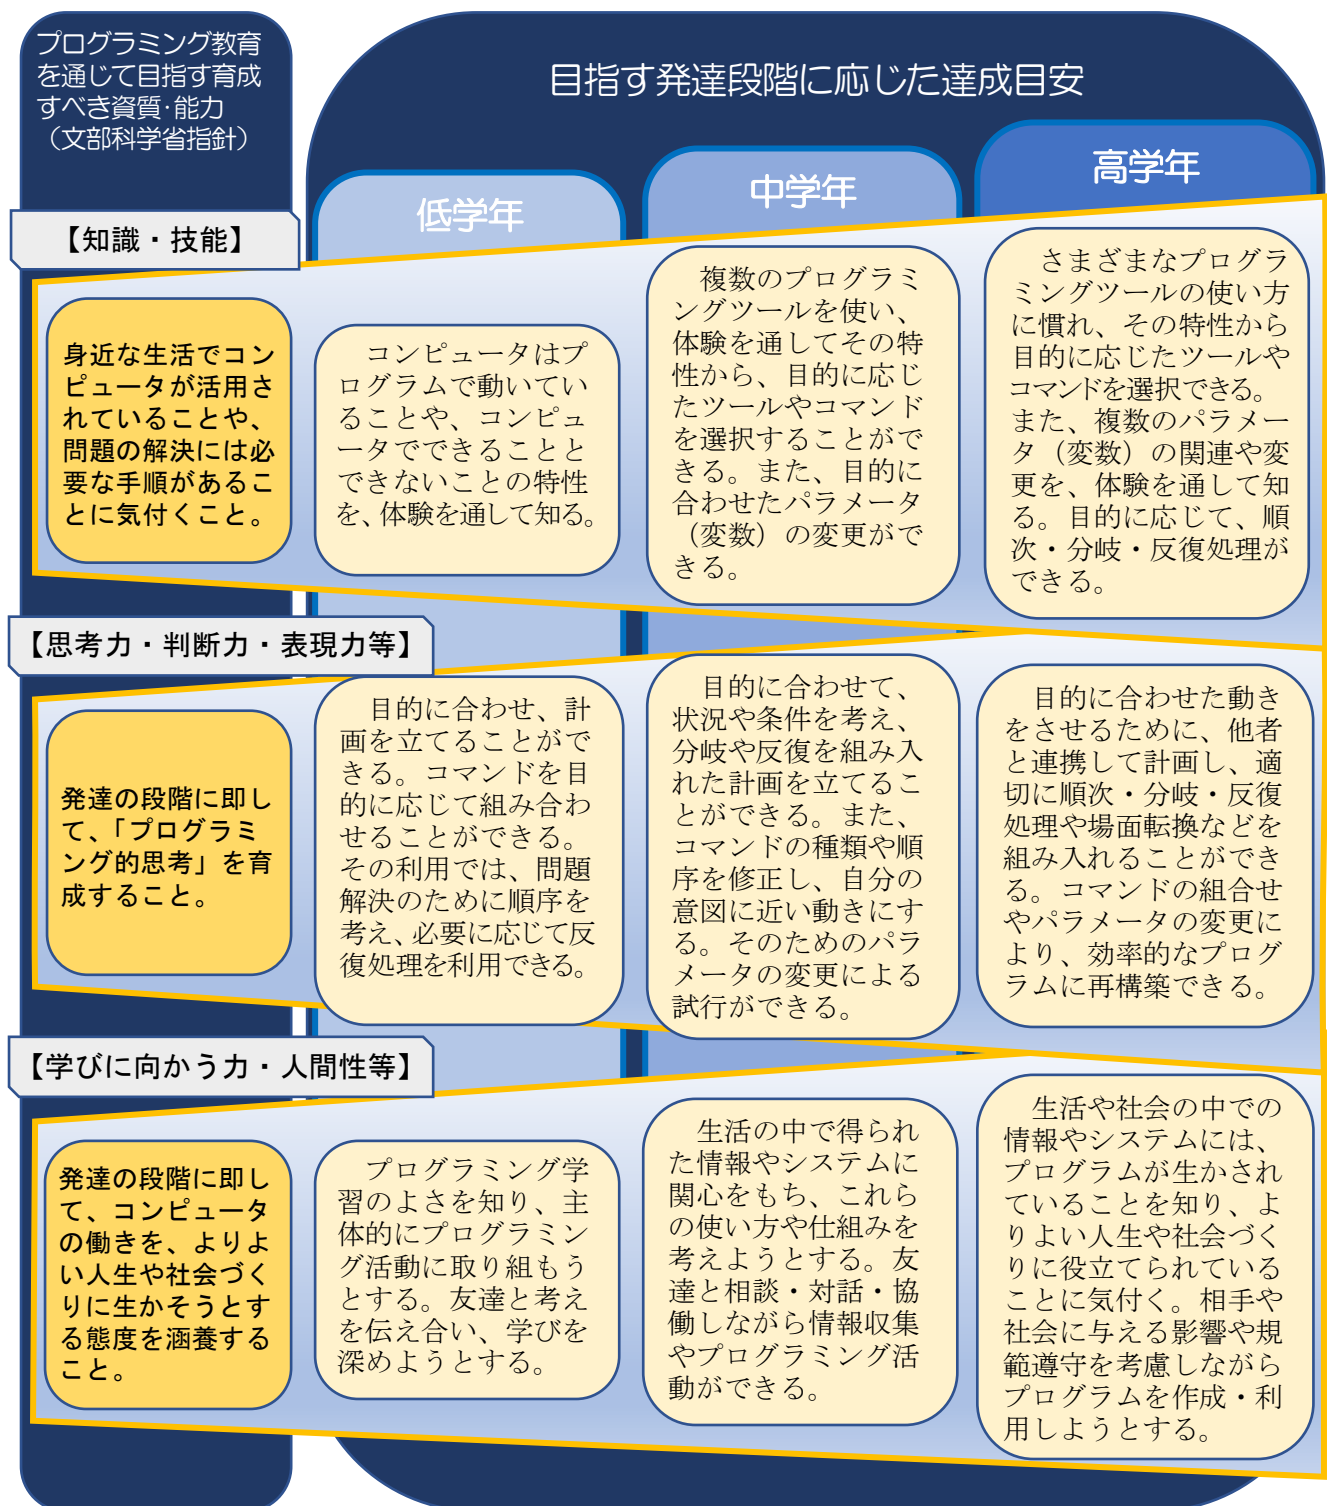 プログラミング教育
を通じて目指す育成
すべき資質・能力
（文部科学省指針）
目指す発達段階に応じた達成目安
低学年
中学年
高学年
【知識・技能】
身近な生活でコン
ピュータが活用さ
れていることや、
問題の解決には必
要な手順があるこ
とに気付くこと。
コンピュータはプ
ログラムで動いてい
ることや、コンピュ
ータでできることと
できないことの特性
を、体験を通して知る。
複数のプログラミ
ングツールを使い、
体験を通してその特
性から、目的に応じ
たツールやコマンド
を選択することがで
きる。また、目的に
合わせたパラメータ
（変数）の変更がで
きる。
さまざまなプログラ
ミングツールの使い方
に慣れ、その特性から
目的に応じたツールや
コマンドを選択できる。
また、複数のパラメー
タ（変数）の関連や変
更を、体験を通して知
る。目的に応じて、順
次・分岐・反復処理が
できる。
【思考力・判断力・表現力等】
発達の段階に即し
て、「プログラミ
ング的思考」を育
成すること。
目的に合わせ、計
画を立てることがで
きる。コマンドを目
的に応じて組み合わ
せることができる。
その利用では、問題
解決のために順序を
考え、必要に応じて反
復処理を利用できる。
目的に合わせて、
状況や条件を考え、
分岐や反復を組み入
れた計画を立てるこ
とができる。また、
コマンドの種類や順
序を修正し、自分の
意図に近い動きにす
る。そのためのパラ
メータの変更による
試行ができる。
目的に合わせた動き
をさせるために、他者
と連携して計画し、適
切に順次・分岐・反復
処理や場面転換などを
組み入れることができ
る。コマンドの組合せ
やパラメータの変更に
より、効率的なプログ
ラムに再構築できる。
【学びに向かう力・人間性等】
発達の段階に即し
て、コンピュータ
の働きを、よりよ
い人生や社会づく
りに生かそうとす
る態度を涵養する
こと。
プログラミング学
習のよさを知り、主
体的にプログラミン
グ活動に取り組もう
とする。友達と考え
を伝え合い、学びを
深めようとする。
生活の中で得られ
た情報やシステムに
関心をもち、これら
の使い方や仕組みを
考えようとする。友
達と相談・対話・協
働しながら情報収集
やプログラミング活
動ができる。
生活や社会の中での
情報やシステムには、
プログラムが生かされ
ていることを知り、よ
りよい人生や社会づく
りに役立てられている
ことに気付く。相手や
社会に与える影響や規
範遵守を考慮しながら
プログラムを作成・利
用しようとする。